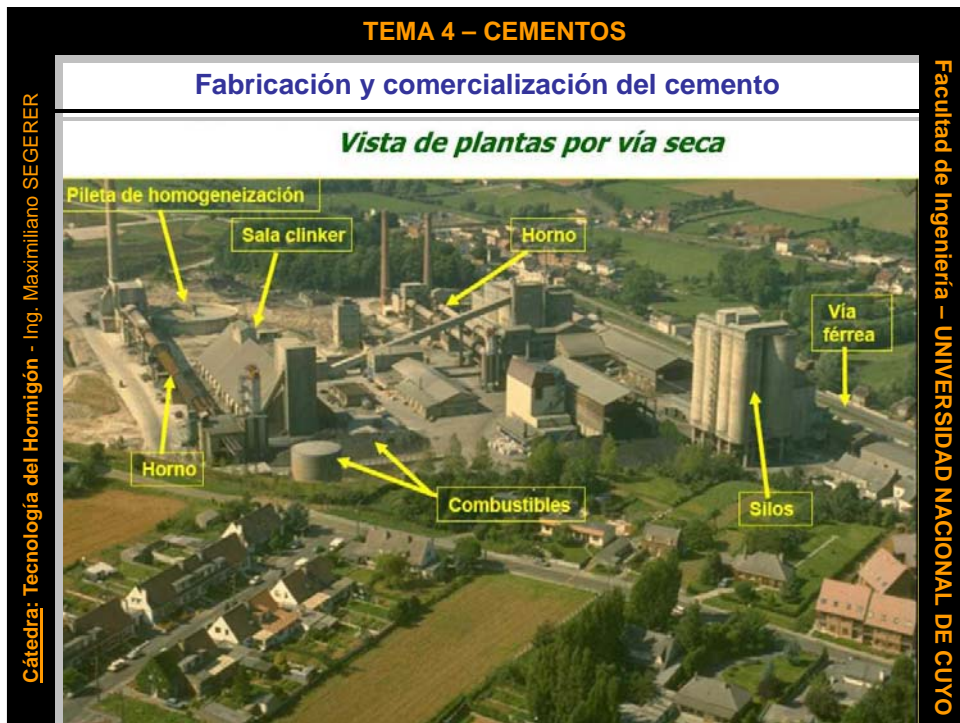 TEMA 4 – CEMENTOS
Fabricación y comercialización del cemento
Vista de plantas por vía seca
Pileta de homogeneización
Sala clinker
Horno
Vía
férrea
Horno
Combustibles
Silos
Cátedra: Tecnología del Hormigón - Ing. Maximiliano SEGERER
Facultad de Ingeniería – UNIVERSIDAD NACIONAL DE CUYO